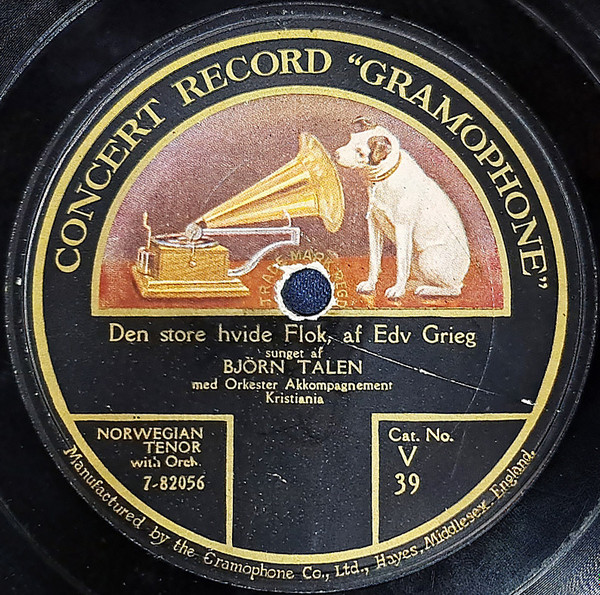 CONCERT RECORD "GRAMOPHONE"
TRADE MARK REGD
Den store hvide Flok, af Edv Grieg
sunget af
BJÖRN TALEN
med Orkester Akkompagnement
Kristiania
NORWEGIAN
TENOR
with Orch.
7-82056
Cat. No.
V
39
Manufactured by the Gramophone Co., Ltd., Hayes, Middlesex, England.